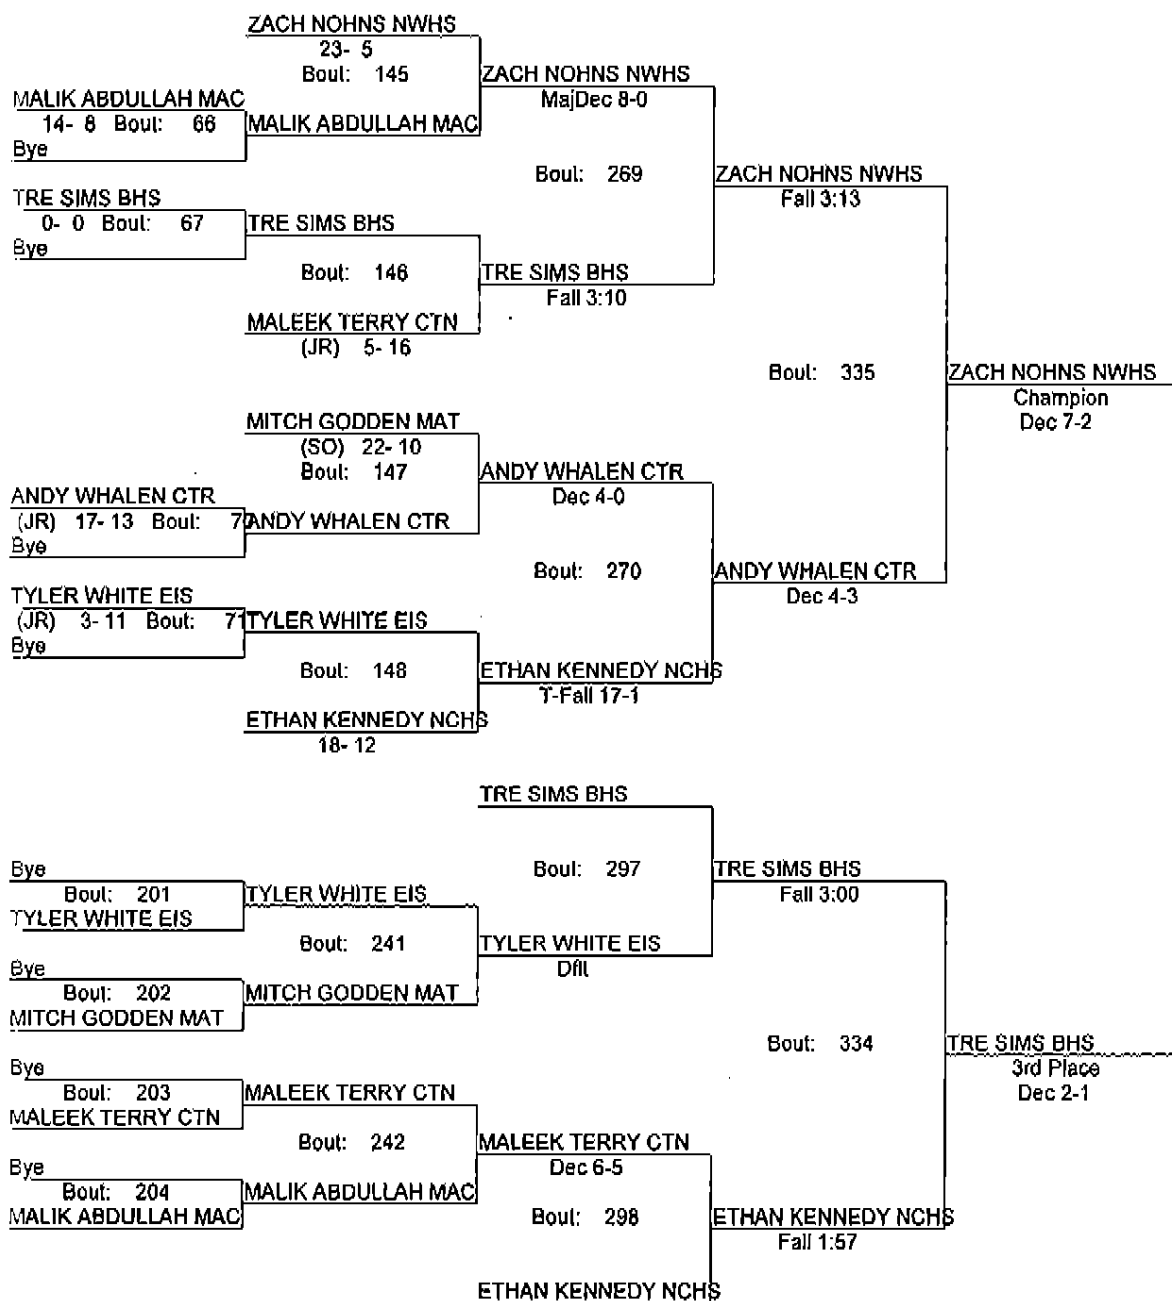 ZACH NOHNS NWHS
23- 5
Bout: 145
ZACH NOHNS NWHS
MajDec 8-0
MALIK ABDULLAH MAC
14- 8 Bout: 66
MALIK ABDULLAH MAC
Bye
Bout: 269
ZACH NOHNS NWHS
Fall 3:13
TRE SIMS BHS
0- 0 Bout: 67
TRE SIMS BHS
Bye
Bout: 146
TRE SIMS BHS
Fall 3:10
MALEEK TERRY CTN
(JR) 5- 16
Bout: 335
ZACH NOHNS NWHS
Champion
Dec 7-2
MITCH GODDEN MAT
(SO) 22- 10
Bout: 147
ANDY WHALEN CTR
Dec 4-0
ANDY WHALEN CTR
(JR) 17- 13 Bout: 70
ANDY WHALEN CTR
Bye
Bout: 270
ANDY WHALEN CTR
Dec 4-3
TYLER WHITE EIS
(JR) 3- 11 Bout: 71
TYLER WHITE EIS
Bye
Bout: 148
ETHAN KENNEDY NCHS
T-Fall 17-1
ETHAN KENNEDY NCHS
18- 12
TRE SIMS BHS
Bout: 297
TRE SIMS BHS
Fall 3:00
Bye
Bout: 201
TYLER WHITE EIS
TYLER WHITE EIS
Bout: 241
TYLER WHITE EIS
Dflt
Bye
Bout: 202
MITCH GODDEN MAT
MITCH GODDEN MAT
Bout: 334
TRE SIMS BHS
3rd Place
Dec 2-1
Bye
Bout: 203
MALEEK TERRY CTN
MALEEK TERRY CTN
Bout: 242
MALEEK TERRY CTN
Dec 6-5
Bye
Bout: 204
MALIK ABDULLAH MAC
MALIK ABDULLAH MAC
Bout: 298
ETHAN KENNEDY NCHS
Fall 1:57
ETHAN KENNEDY NCHS